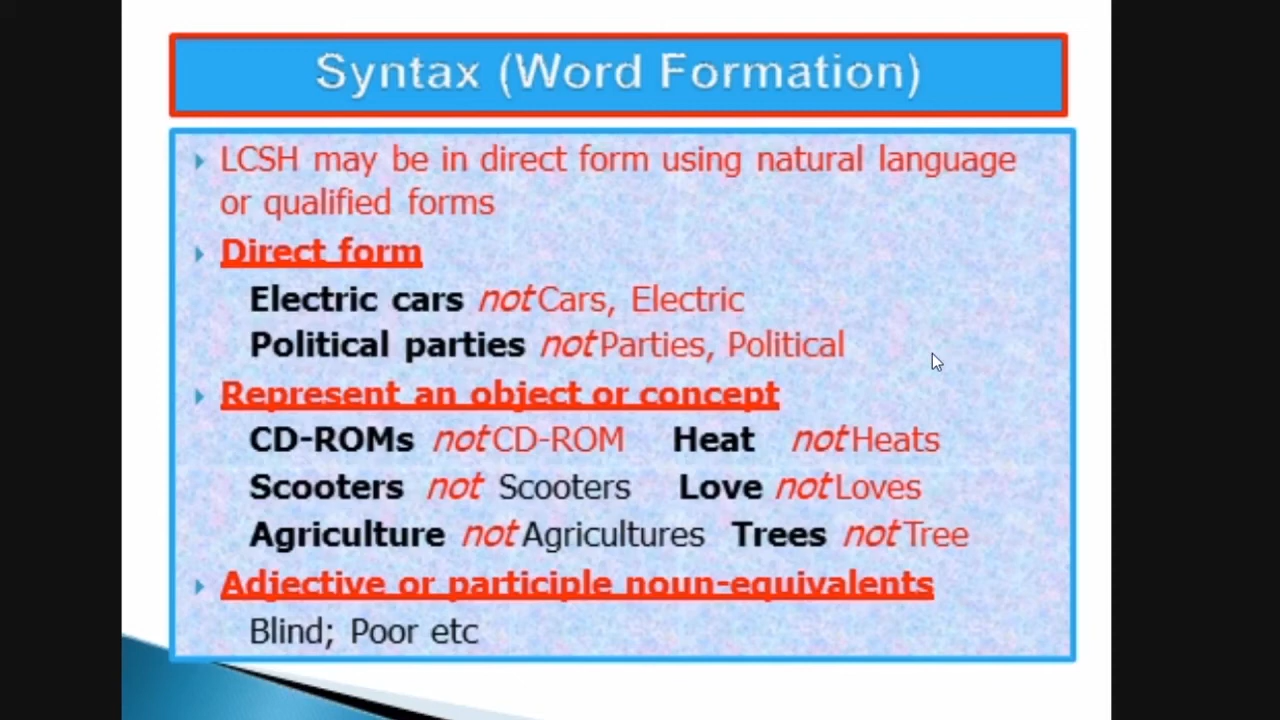 Syntax (Word Formation)
LCSH may be in direct form using natural language
or qualified forms
Direct form
Electric cars not Cars, Electric
Political parties not Parties, Political
Represent an object or concept
CD-ROMs not CD-ROM Heat not Heats
Scooters not Scooters Love not Loves
Agriculture not Agricultures Trees not Tree
Adjective or participle noun-equivalents
Blind; Poor etc